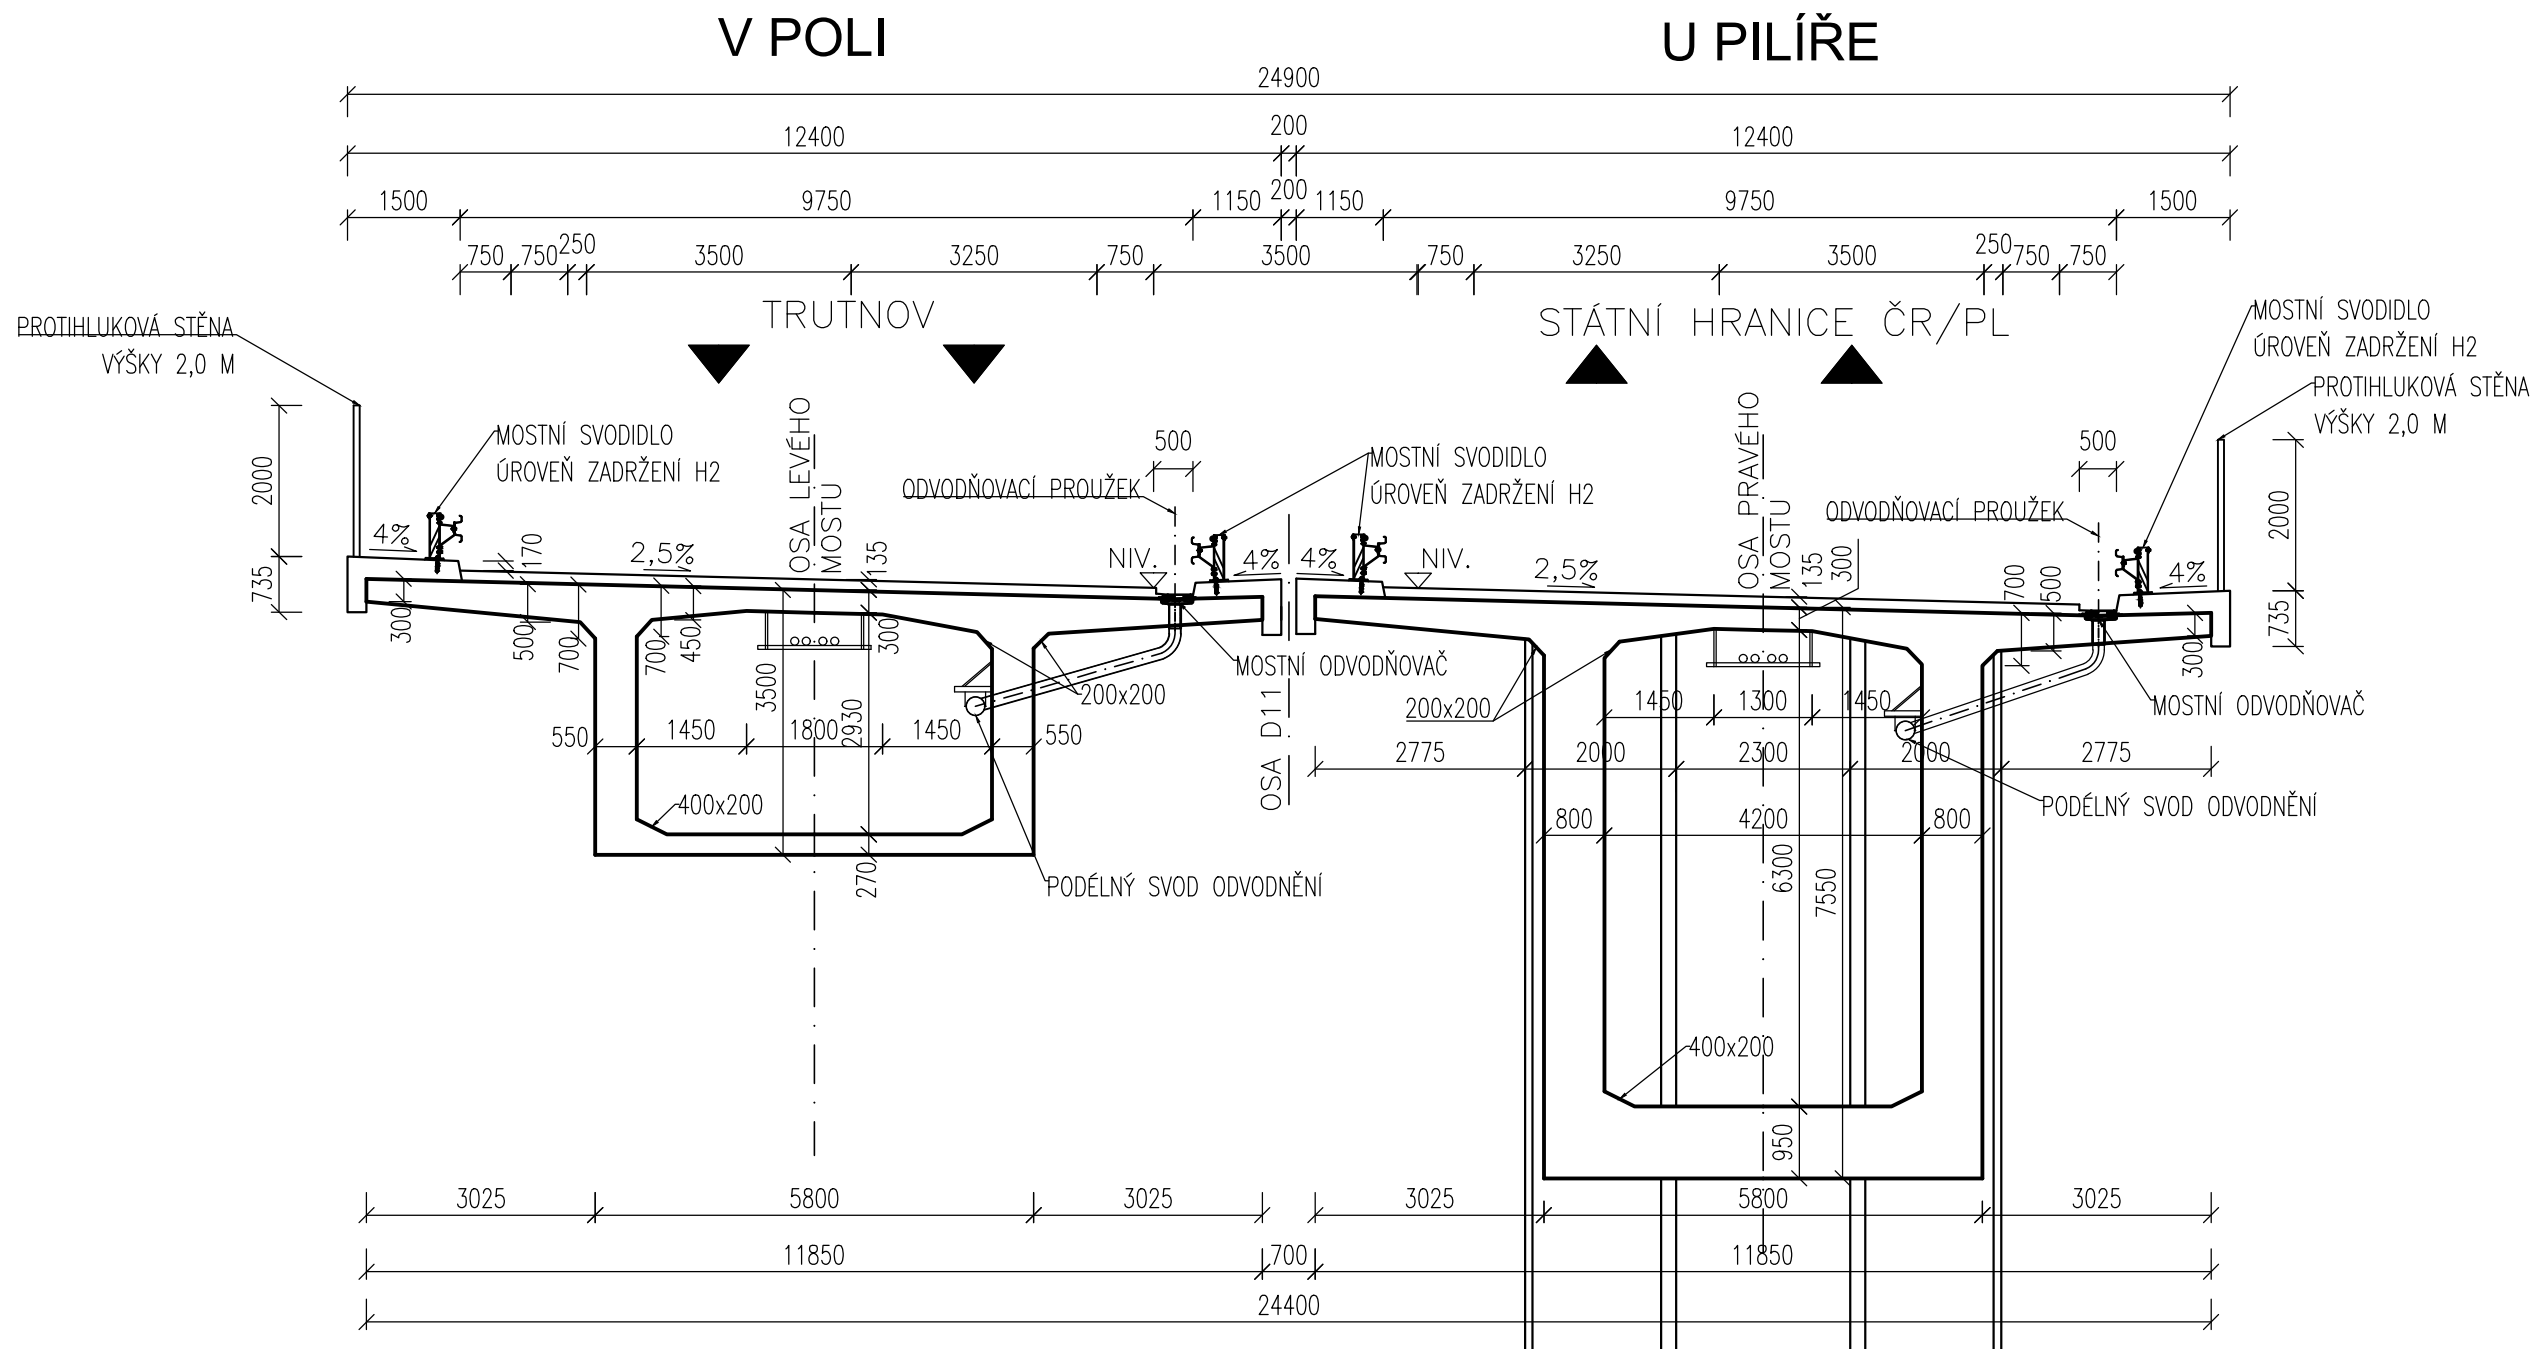 V POLI
U PILÍŘE
24900
12400
200
12400
1500
9750
1150
200
1150
9750
1500
750
750
250
3500
3250
750
3500
750
3250
3500
250
750
750
TRUTNOV
STÁTNÍ HRANICE ČR/PL
PROTIHLUKOVÁ STĚNA
VÝŠKY 2,0 M
MOSTNÍ SVODIDLO
ÚROVEŇ ZADRŽENÍ H2
PROTIHLUKOVÁ STĚNA
VÝŠKY 2,0 M
MOSTNÍ SVODIDLO
ÚROVEŇ ZADRŽENÍ H2
OSA LEVÉHO
MOSTU
ODVODŇOVACÍ PROUŽEK
500
MOSTNÍ SVODIDLO
ÚROVEŇ ZADRŽENÍ H2
OSA PRAVÉHO
MOSTU
ODVODŇOVACÍ PROUŽEK
500
2000
735
4%
170
2,5%
135
NIV.
4%
4%
NIV.
2,5%
135
300
700
500
4%
2000
735
300
500
700
700
450
3500
300
2930
270
MOSTNÍ ODVODŇOVAČ
200x200
550
1450
1800
1450
550
400x200
PODÉLNÝ SVOD ODVODNĚNÍ
OSA D11
200x200
1450
1300
1450
300
MOSTNÍ ODVODŇOVAČ
2775
2000
2300
2000
2775
PODÉLNÝ SVOD ODVODNĚNÍ
800
4200
800
6300
7550
400x200
950
3025
5800
3025
3025
5800
3025
11850
700
11850
24400